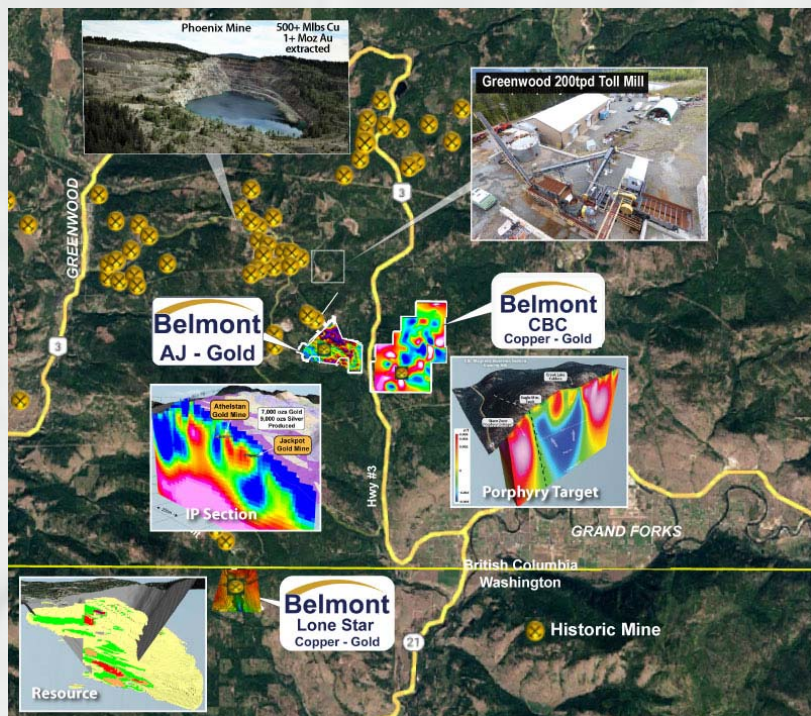 Phoenix Mine
500+ Mlbs Cu
1+ Moz Au
extracted
Greenwood 200tpd Toll Mill
3
GREENWOOD
3
Belmont
AJ - Gold
Belmont
CBC
Copper - Gold
Athelstan
Gold Mine
7,000 ozs Gold
9,000 ozs Silver
Produced
Jackpot
Gold Mine
IP Section
Porphyry Target
Hwy #3
GRAND FORKS
British Columbia
Washington
Belmont
Lone Star
Copper - Gold
21
Historic Mine
Resource